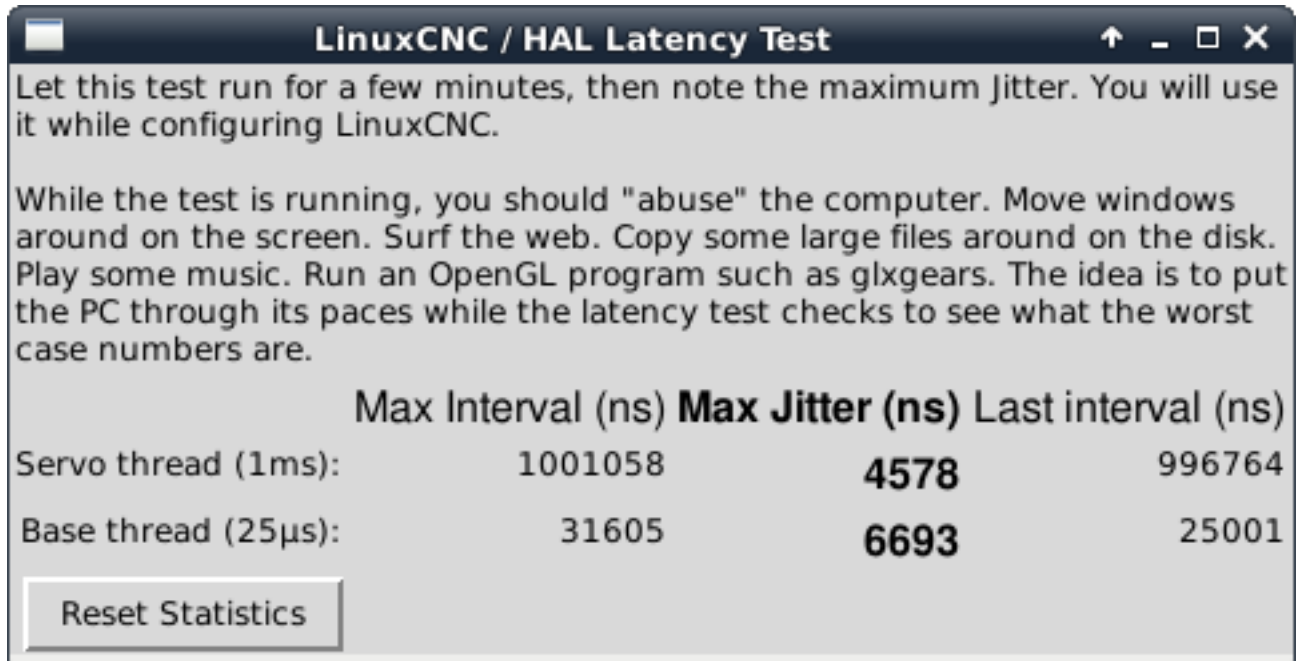 LinuxCNC / HAL Latency Test
Let this test run for a few minutes, then note the maximum Jitter. You will use
it while configuring LinuxCNC.
While the test is running, you should "abuse" the computer. Move windows
around on the screen. Surf the web. Copy some large files around on the disk.
Play some music. Run an OpenGL program such as glxgears. The idea is to put
the PC through its paces while the latency test checks to see what the worst
case numbers are.
Max Interval (ns) Max Jitter (ns) Last interval (ns)
Servo thread (1ms): 1001058 4578 996764
Base thread (25µs): 31605 6693 25001
Reset Statistics